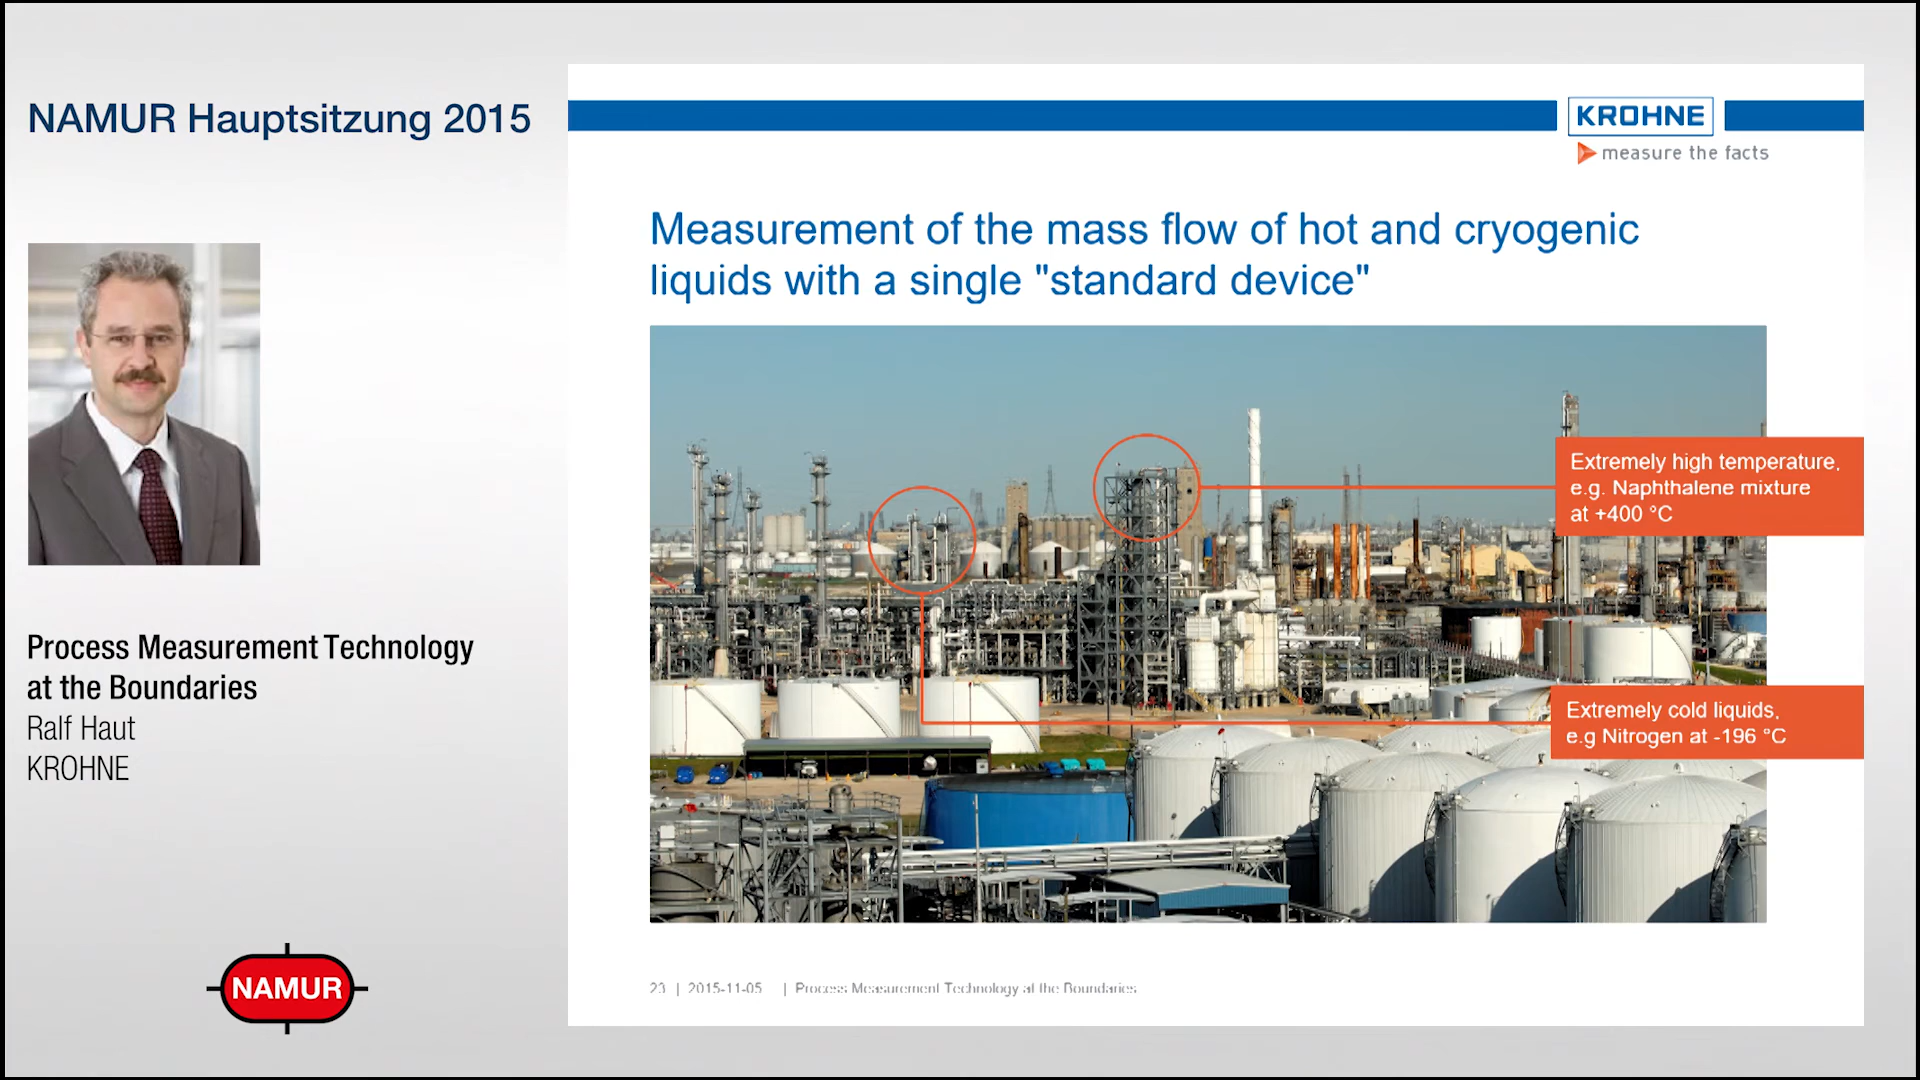 NAMUR Hauptsitzung 2015
Process Measurement Technology
at the Boundaries
Ralf Haut
KROHNE
NAMUR
KROHNE
measure the facts
Measurement of the mass flow of hot and cryogenic
liquids with a single "standard device"
Extremely high temperature,
e.g. Naphthalene mixture
at +400 °C
Extremely cold liquids,
e.g Nitrogen at -196 °C
23 | 2015-11-05 | Process Measurement Technology at the Boundaries